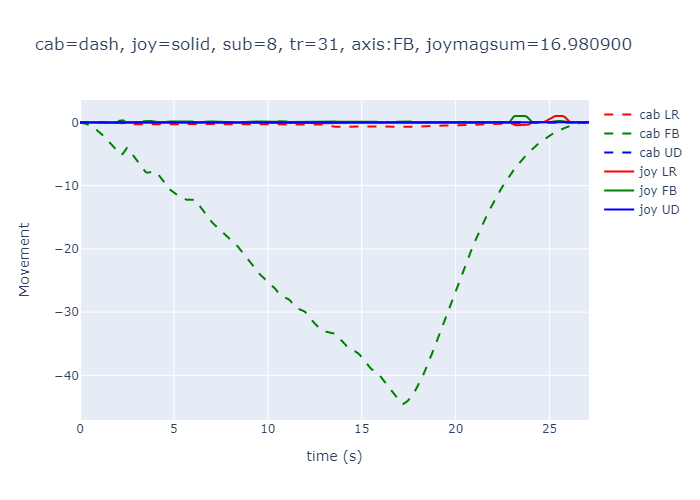 cab=dash, joy=solid, sub=8, tr=31, axis:FB, joymagsum=16.980900
cab LR
cab FB
cab UD
joy LR
joy FB
joy UD
Movement
0
−10
−20
−30
−40
0 5 10 15 20 25
time (s)